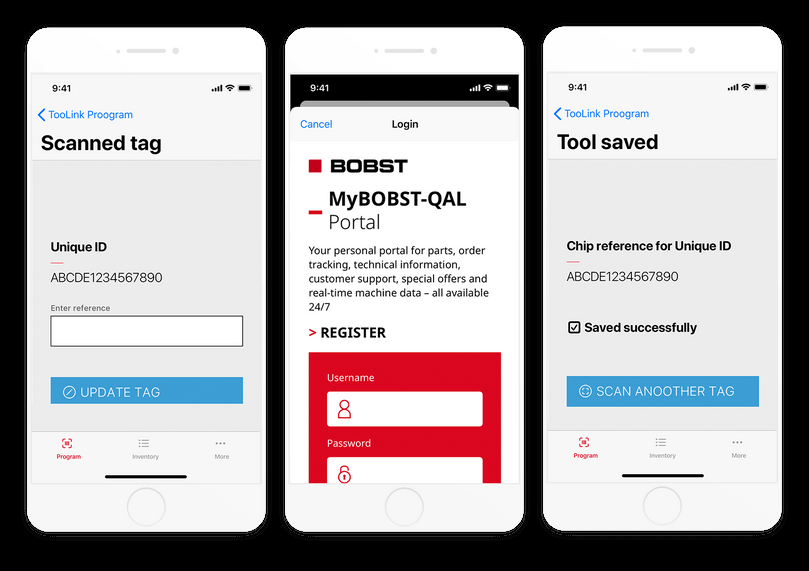 9:41
TooLink Proogram
Scanned tag
Unique ID
ABCDE1234567890
Enter reference
UPDATE TAG
Program
Inventory
More
9:41
Cancel
Login
BOBST
MyBOBST-QAL
Portal
Your personal portal for parts, order
tracking, technical information,
customer support, special offers and
real-time machine data – all available
24/7
> REGISTER
Username
Password
9:41
TooLink Proogram
Tool saved
Chip reference for Unique ID
ABCDE1234567890
Saved successfully
SCAN ANOOTHER TAG
Program
Inventory
More